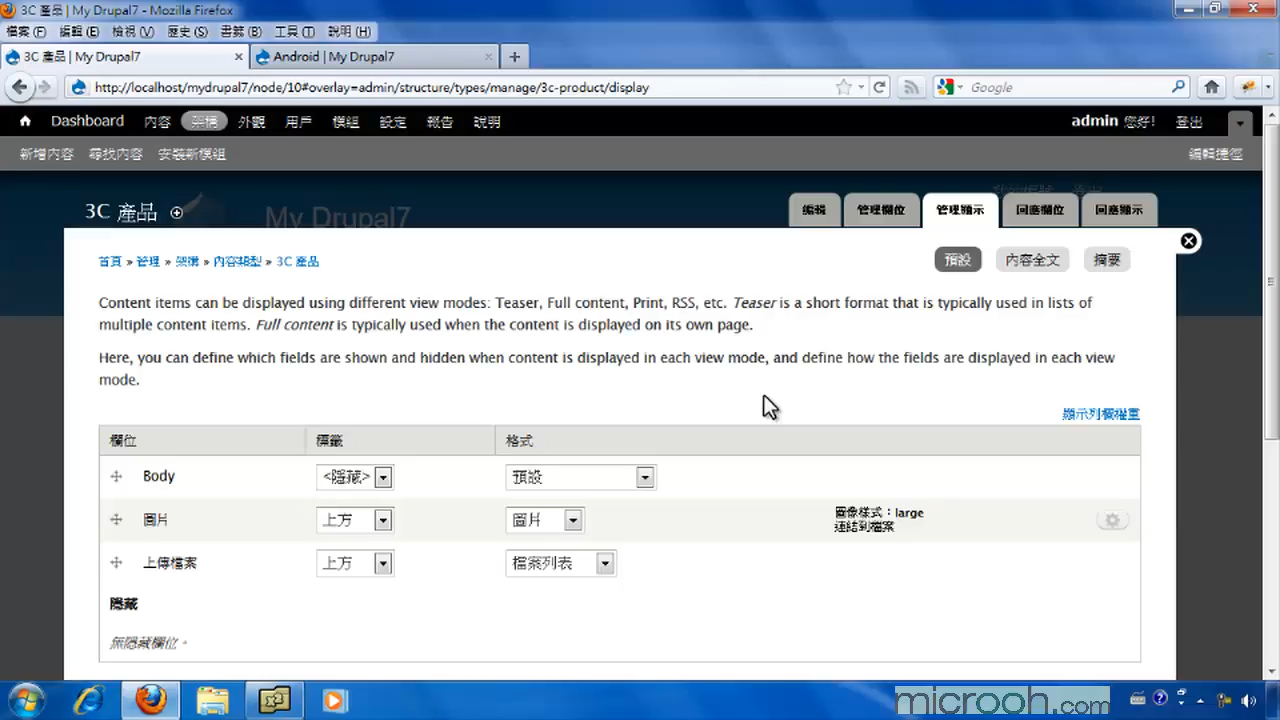 3C 產品 | My Drupal7 - Mozilla Firefox
檔案(F) 編輯(E) 檢視(V) 歷史(S) 書籤(B) 工具(T) 說明(H)
3C 產品 | My Drupal7
Android | My Drupal7
http://localhost/mydrupal7/node/10#overlay=admin/structure/types/manage/3c-product/display
Google
Dashboard 內容 架構 外觀 用戶 模組 設定 報告 說明
admin 您好! 登出
新增內容 尋找內容 安裝新模組
編輯捷徑
3C 產品
My Drupal7
編輯 管理欄位 管理顯示 回應欄位 回應顯示
首頁 » 管理 » 架構 » 內容類型 » 3C 產品
預設 內容全文 摘要
Content items can be displayed using different view modes: Teaser, Full content, Print, RSS, etc. Teaser is a short format that is typically used in lists of
multiple content items. Full content is typically used when the content is displayed on its own page.
Here, you can define which fields are shown and hidden when content is displayed in each view mode, and define how the fields are displayed in each view
mode.
顯示列欄權重
欄位 標籤 格式
Body <隱藏> 預設
圖片 上方 圖片
圖像樣式：large
連結到檔案
上傳檔案 上方 檔案列表
隱藏
無隱藏欄位。
microoh.com